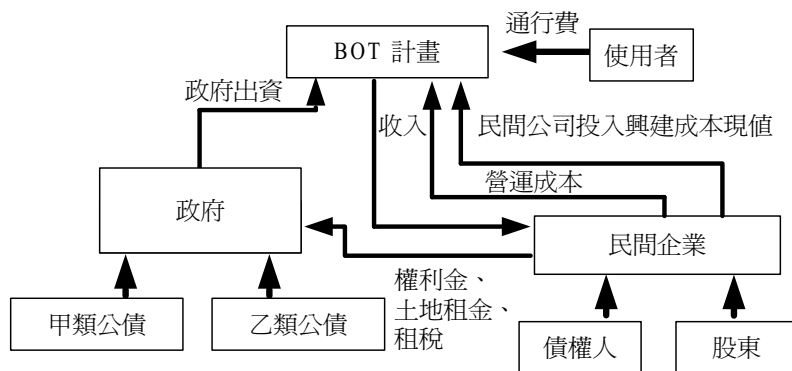 通行費
BOT 計畫
使用者
政府出資
收入
民間公司投入興建成本現值
營運成本
政府
民間企業
權利金、
土地租金、
租稅
甲類公債
乙類公債
債權人
股東